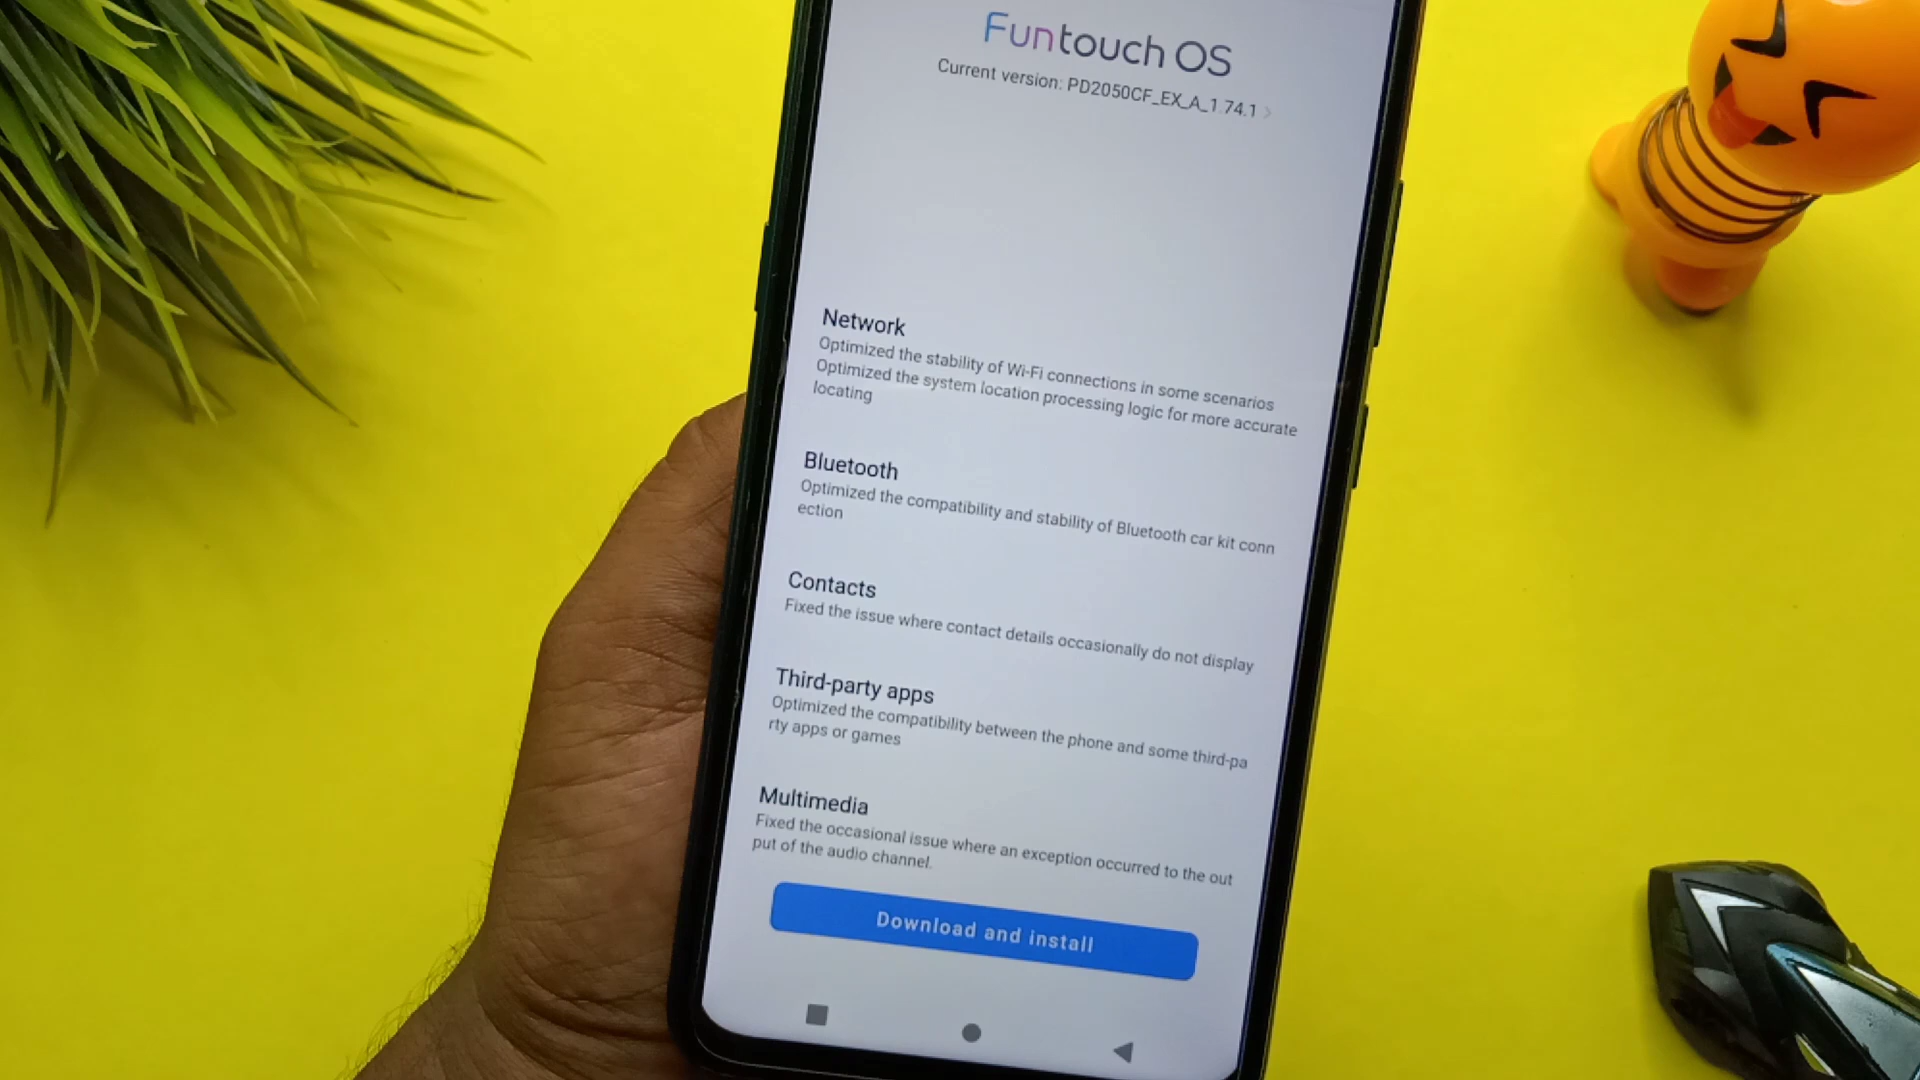 Funtouch OS
Current version: PD2050CF_EX_A_1.74.1 >
Network
Optimized the stability of Wi-Fi connections in some scenarios
Optimized the system location processing logic for more accurate
locating
Bluetooth
Optimized the compatibility and stability of Bluetooth car kit conn
ection
Contacts
Fixed the issue where contact details occasionally do not display
Third-party apps
Optimized the compatibility between the phone and some third-pa
rty apps or games
Multimedia
Fixed the occasional issue where an exception occurred to the out
put of the audio channel.
Download and install